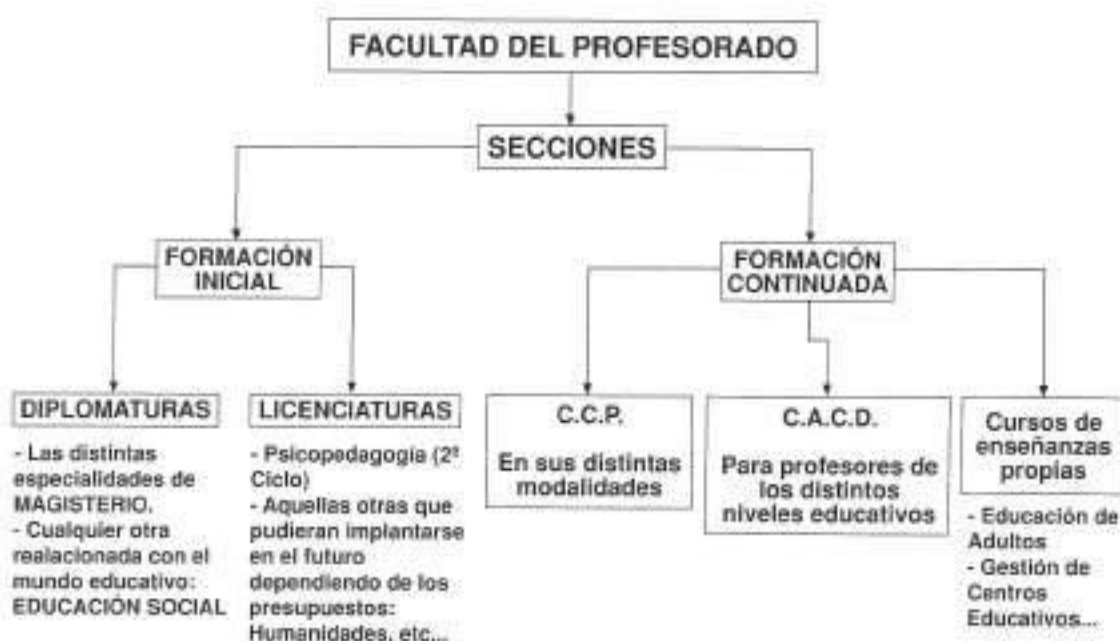 FACULTAD DEL PROFESORADO
SECCIONES
FORMACIÓN
INICIAL
FORMACIÓN
CONTINUADA
DIPLOMATURAS
- Las distintas
especialidades de
MAGISTERIO.
- Cualquier otra
realacionada con el
mundo educativo:
EDUCACIÓN SOCIAL
LICENCIATURAS
- Psicopedagogía (2º
Ciclo)
- Aquellas otras que
pudieran implantarse
en el futuro
dependiendo de los
presupuestos:
Humanidades, etc...
C.C.P.
En sus distintas
modalidades
C.A.C.D.
Para profesores de
los distintos
niveles educativos
Cursos de
enseñanzas
propias
- Educación de
Adultos
- Gestión de
Centros
Educativos...